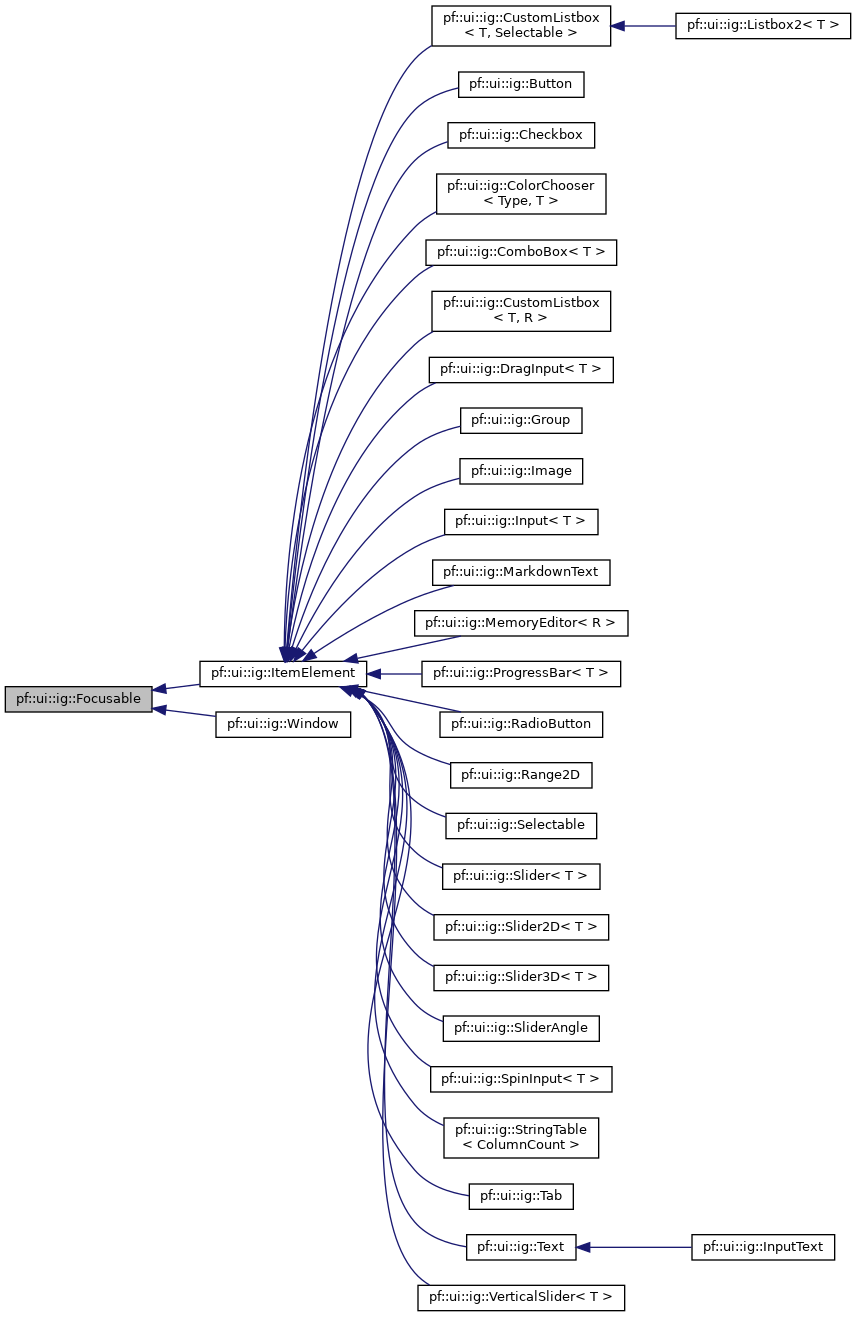 pf::ui::ig::CustomListbox
< T, Selectable >
pf::ui::ig::Listbox2< T >
pf::ui::ig::Button
pf::ui::ig::Checkbox
pf::ui::ig::ColorChooser
< Type, T >
pf::ui::ig::ComboBox< T >
pf::ui::ig::CustomListbox
< T, R >
pf::ui::ig::DragInput< T >
pf::ui::ig::Group
pf::ui::ig::Image
pf::ui::ig::Input< T >
pf::ui::ig::MarkdownText
pf::ui::ig::MemoryEditor< R >
pf::ui::ig::ItemElement
pf::ui::ig::ProgressBar< T >
pf::ui::ig::Focusable
pf::ui::ig::Window
pf::ui::ig::RadioButton
pf::ui::ig::Range2D
pf::ui::ig::Selectable
pf::ui::ig::Slider< T >
pf::ui::ig::Slider2D< T >
pf::ui::ig::Slider3D< T >
pf::ui::ig::SliderAngle
pf::ui::ig::SpinInput< T >
pf::ui::ig::StringTable
< ColumnCount >
pf::ui::ig::Tab
pf::ui::ig::Text
pf::ui::ig::InputText
pf::ui::ig::VerticalSlider< T >